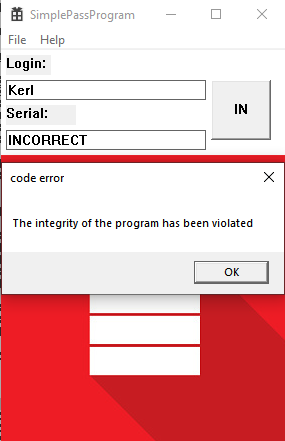 SimplePassProgram
File Help
Login:
Kerl
IN
Serial:
INCORRECT
code error
The integrity of the program has been violated
OK